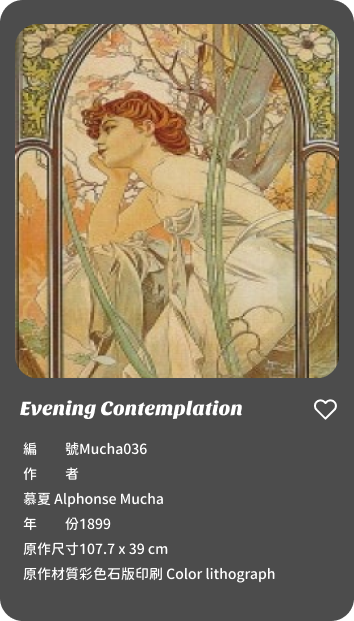 Evening Contemplation
編　　號Mucha036
作　　者
慕夏 Alphonse Mucha
年　　份1899
原作尺寸107.7 x 39 cm
原作材質彩色石版印刷 Color lithograph